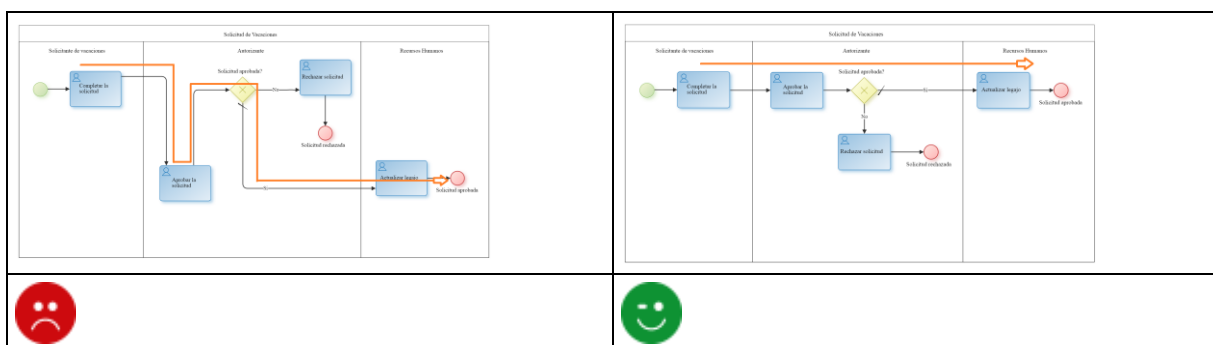 Solicitud de Vacaciones
Solicitante de vacaciones
Autorizante
Recursos Humanos
Solicitud aprobada?
Completar la
solicitud
Rechazar solicitud
No
Solicitud rechazada
Aprobar la
solicitud
Si
Actualizar legajo
Solicitud aprobada
Solicitud de Vacaciones
Solicitante de vacaciones
Autorizante
Recursos Humanos
Solicitud aprobada?
Completar la
solicitud
Aprobar la
solicitud
Si
Actualizar legajo
Solicitud aprobada
No
Rechazar solicitud
Solicitud rechazada